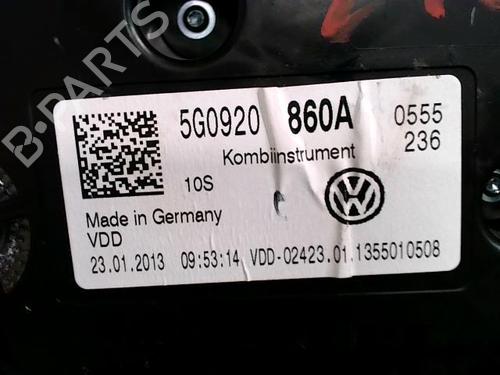 5G0920 860A 0555
Kombiinstrument 236
10S
Made in Germany
VDD
23.01.2013 09:53:14 VDD-02423.01.1355010508
B-PARTS